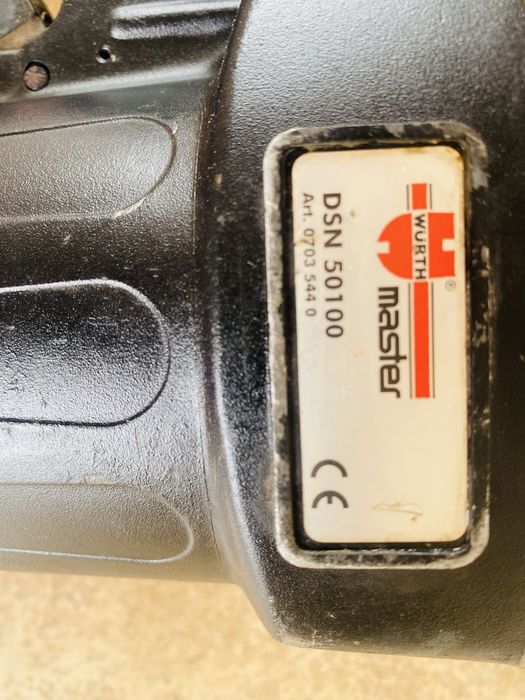 WÜRTH®
master
DSN 50100
Art. 0703 544 0
CE